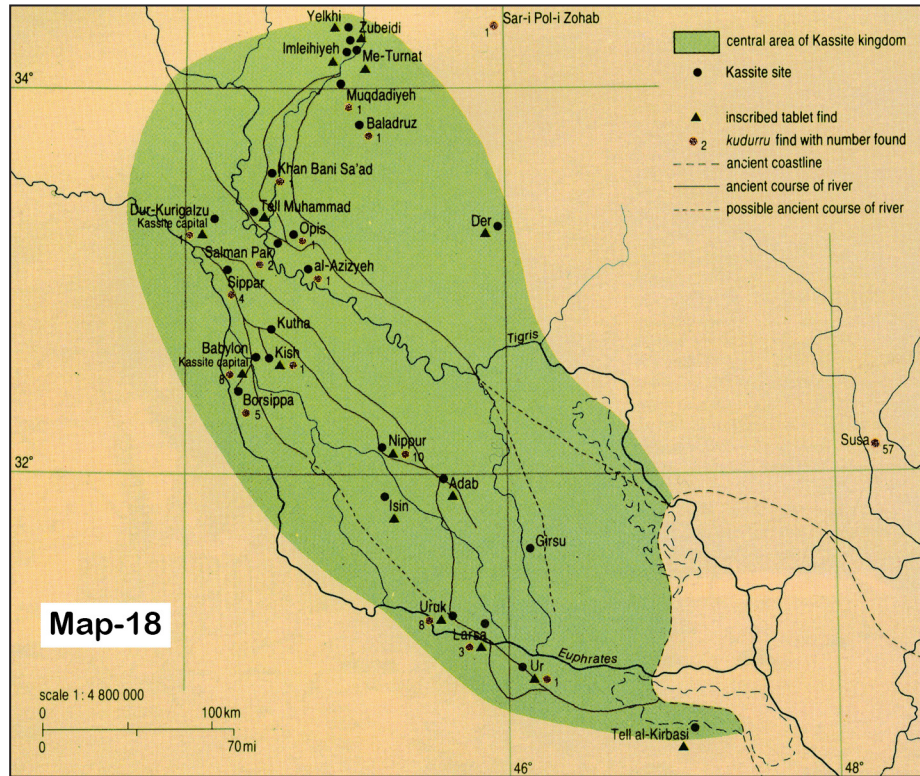 Yelkhi
Zubeidi
Imleihiyeh
Me-Turnat
Sar-i Pol-i Zohab
1
34°
Muqdadiyeh
1
Baladruz
1
Khan Bani Sa'ad
1
Tell Muhammad
Dur-Kurigalzu
Kassite capital
1
Opis
1
Der
Salman Pak
2
al-Aziziyeh
1
Sippar
4
Kutha
Tigris
Babylon
Kassite capital
8
Kish
1
Borsippa
5
Susa
57
Nippur
10
32°
Adab
Isin
Girsu
Uruk
8
Larsa
3
Euphrates
Ur
1
Tell al-Kirbasi
46°
48°
central area of Kassite kingdom
Kassite site
inscribed tablet find
2 kudurru find with number found
ancient coastline
ancient course of river
possible ancient course of river
Map-18
scale 1: 4 800 000
0 100 km
0 70 mi